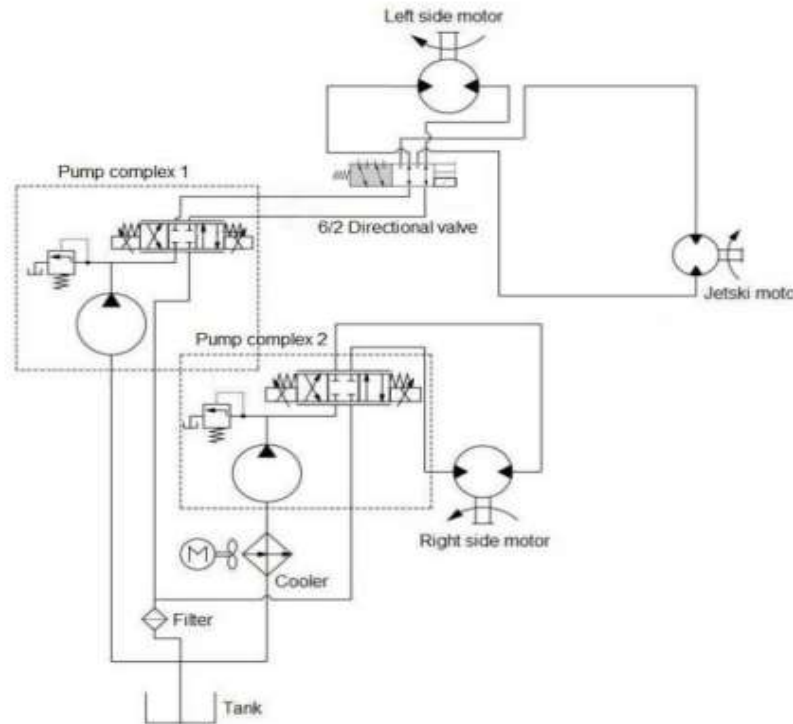 Left side motor
Pump complex 1
6/2 Directional valve
Jetski moto
Pump complex 2
Right side motor
M
Cooler
Filter
Tank